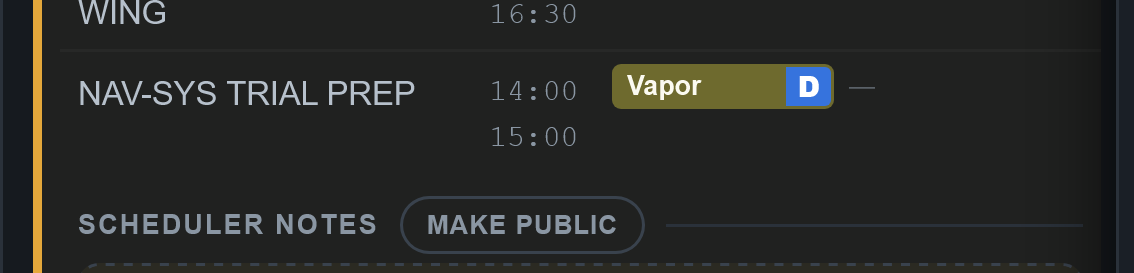 WING 16:30
NAV-SYS TRIAL PREP 14:00 Vapor D —
15:00
SCHEDULER NOTES MAKE PUBLIC